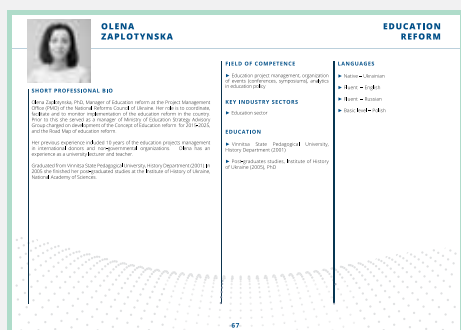 OLENA
ZAPLOTYNSKA
EDUCATION
REFORM
SHORT PROFESSIONAL BIO
Olena Zaplotynska, PhD, Manager of Education reform at the Project Management
Office (PMO) of the National Reforms Council of Ukraine. Her role is to coordinate,
facilitate and to monitor implementation of the education reform in the country.
Prior to this she served as a manager of Ministry of Education Strategy Advisory
Group charged on development of the Concept of Education reform for 2015-2025,
and the Road Map of education reform
Her previous experience included 10 years of the education projects management
in international donors and non-governmental organizations. Olena has an
experience as a university lecturer and teacher.
Graduated from Vinnitsa State Pedagogical University, History Department (2001) in
2005 she finished her post-graduated studies at the Institute of History of Ukraine,
National Academy of Sciences
FIELD OF COMPETENCE
► Education project management, organization
of events (conferences, symposiums), analytics
in education policy
KEY INDUSTRY SECTORS
► Education sector
EDUCATION
► Vinnitsa State Pedagogical University,
History Department (2001)
► Post-graduates studies, Institute of History
of Ukraine (2005), PhD
LANGUAGES
► Native – Ukrainian
► Fluent – English
► Fluent – Russian
► Basic level – Polish
-67-